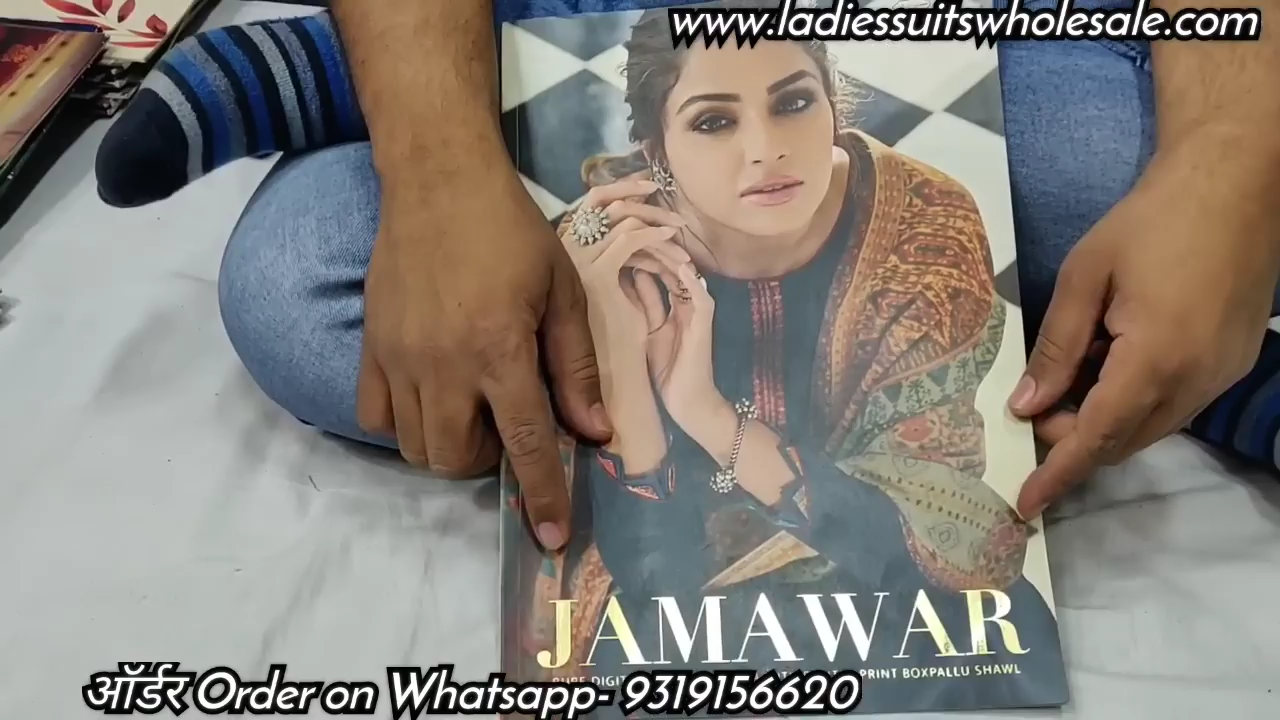 www.ladiessuitswholesale.com
JAMAWAR
PRINT BOXPALLU SHAWL
ऑर्डर Order on Whatsapp- 9319156620